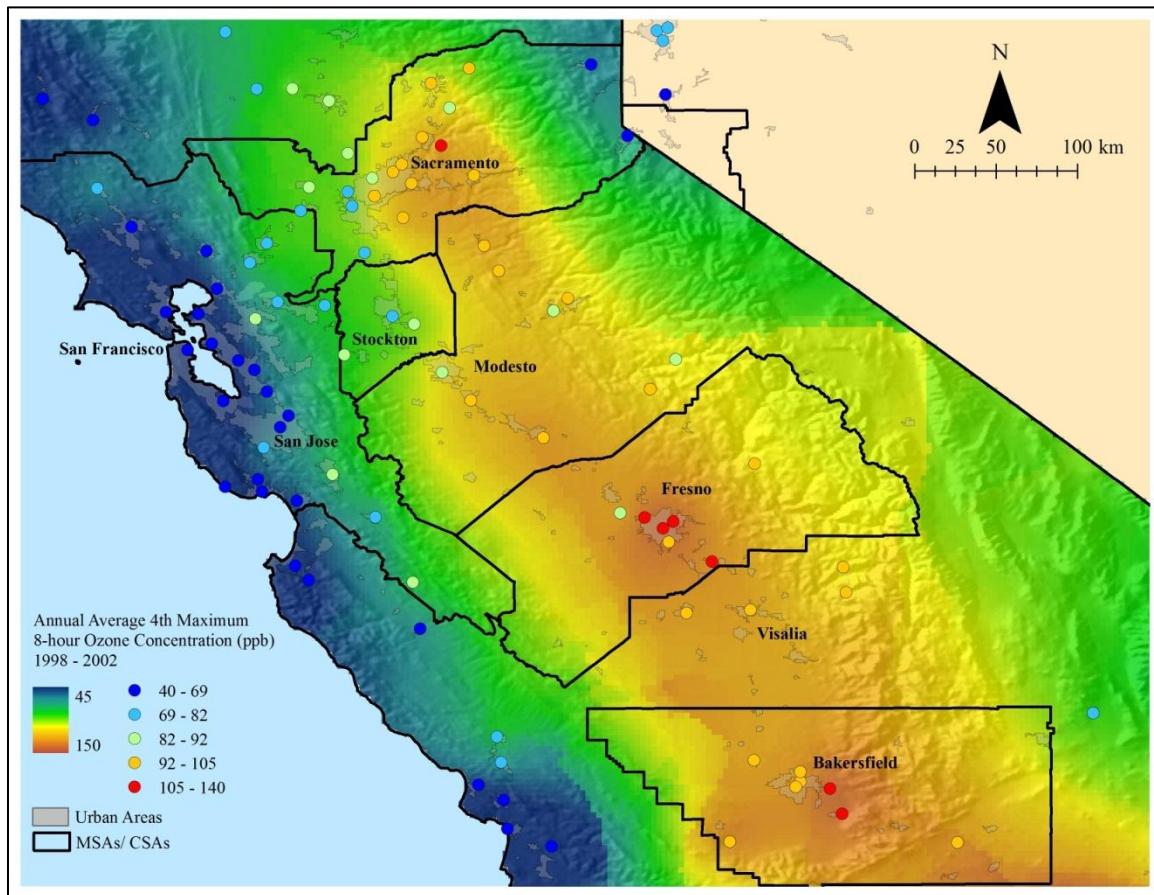 N
0 25 50 100 km
Sacramento
Stockton
San Francisco
Modesto
San Jose
Fresno
Visalia
Bakersfield
Annual Average 4th Maximum
8-hour Ozone Concentration (ppb)
1998 - 2002
45
150
40 - 69
69 - 82
82 - 92
92 - 105
105 - 140
Urban Areas
MSAs/ CSAs